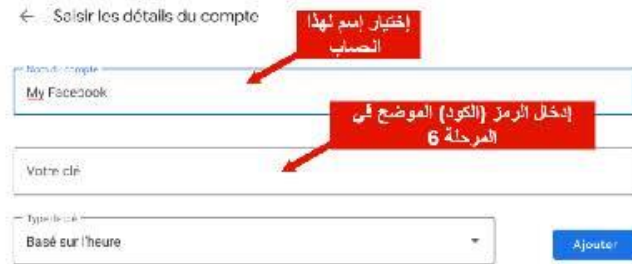 ← Saisir les détails du compte
إختيار إسم لهذا
الحساب
Nom du compte
My Facebook
إدخال الرمز (الكود) الموضح في
المرحلة 6
Votre clé
Type de clé
Basé sur l'heure
Ajouter